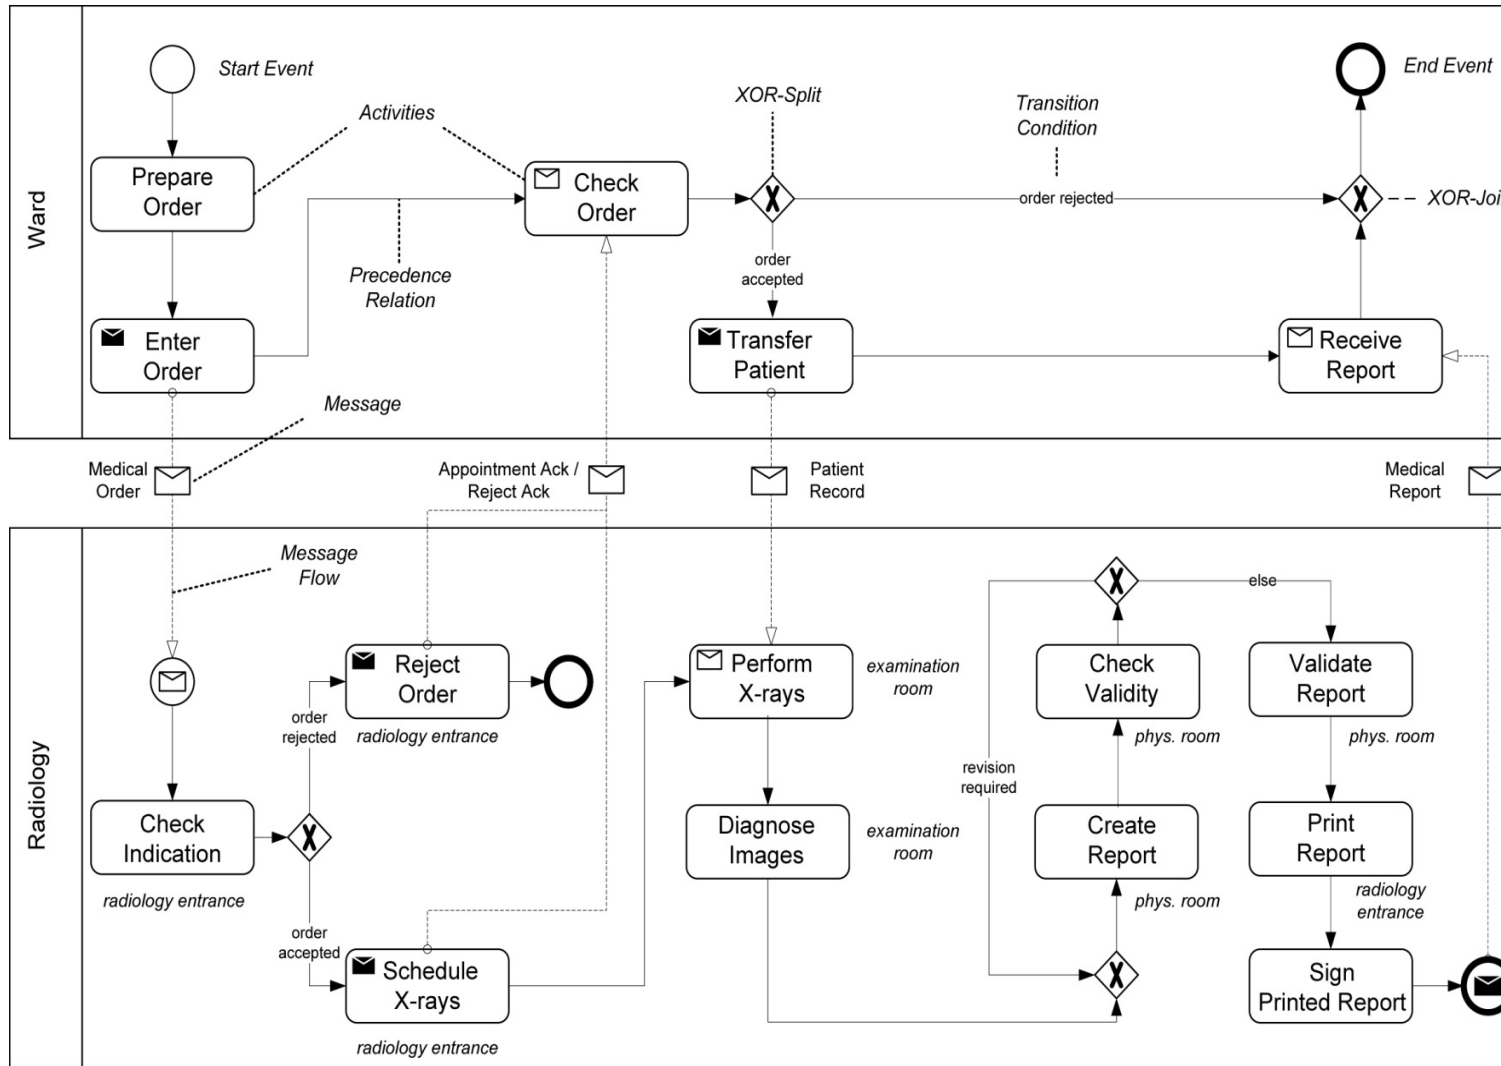 Ward
Start Event
Activities
XOR-Split
Transition
Condition
End Event
Prepare
Order
Check
Order
order rejected
XOR-Joi
Precedence
Relation
order
accepted
Enter
Order
Transfer
Patient
Receive
Report
Message
Medical
Order
Appointment Ack /
Reject Ack
Patient
Record
Medical
Report
Radiology
Message
Flow
else
Reject
Order
radiology entrance
order
rejected
Perform
X-rays
examination
room
Check
Validity
phys. room
Validate
Report
phys. room
revision
required
Check
Indication
radiology entrance
Diagnose
Images
examination
room
Create
Report
phys. room
Print
Report
radiology
entrance
order
accepted
Schedule
X-rays
radiology entrance
Sign
Printed Report